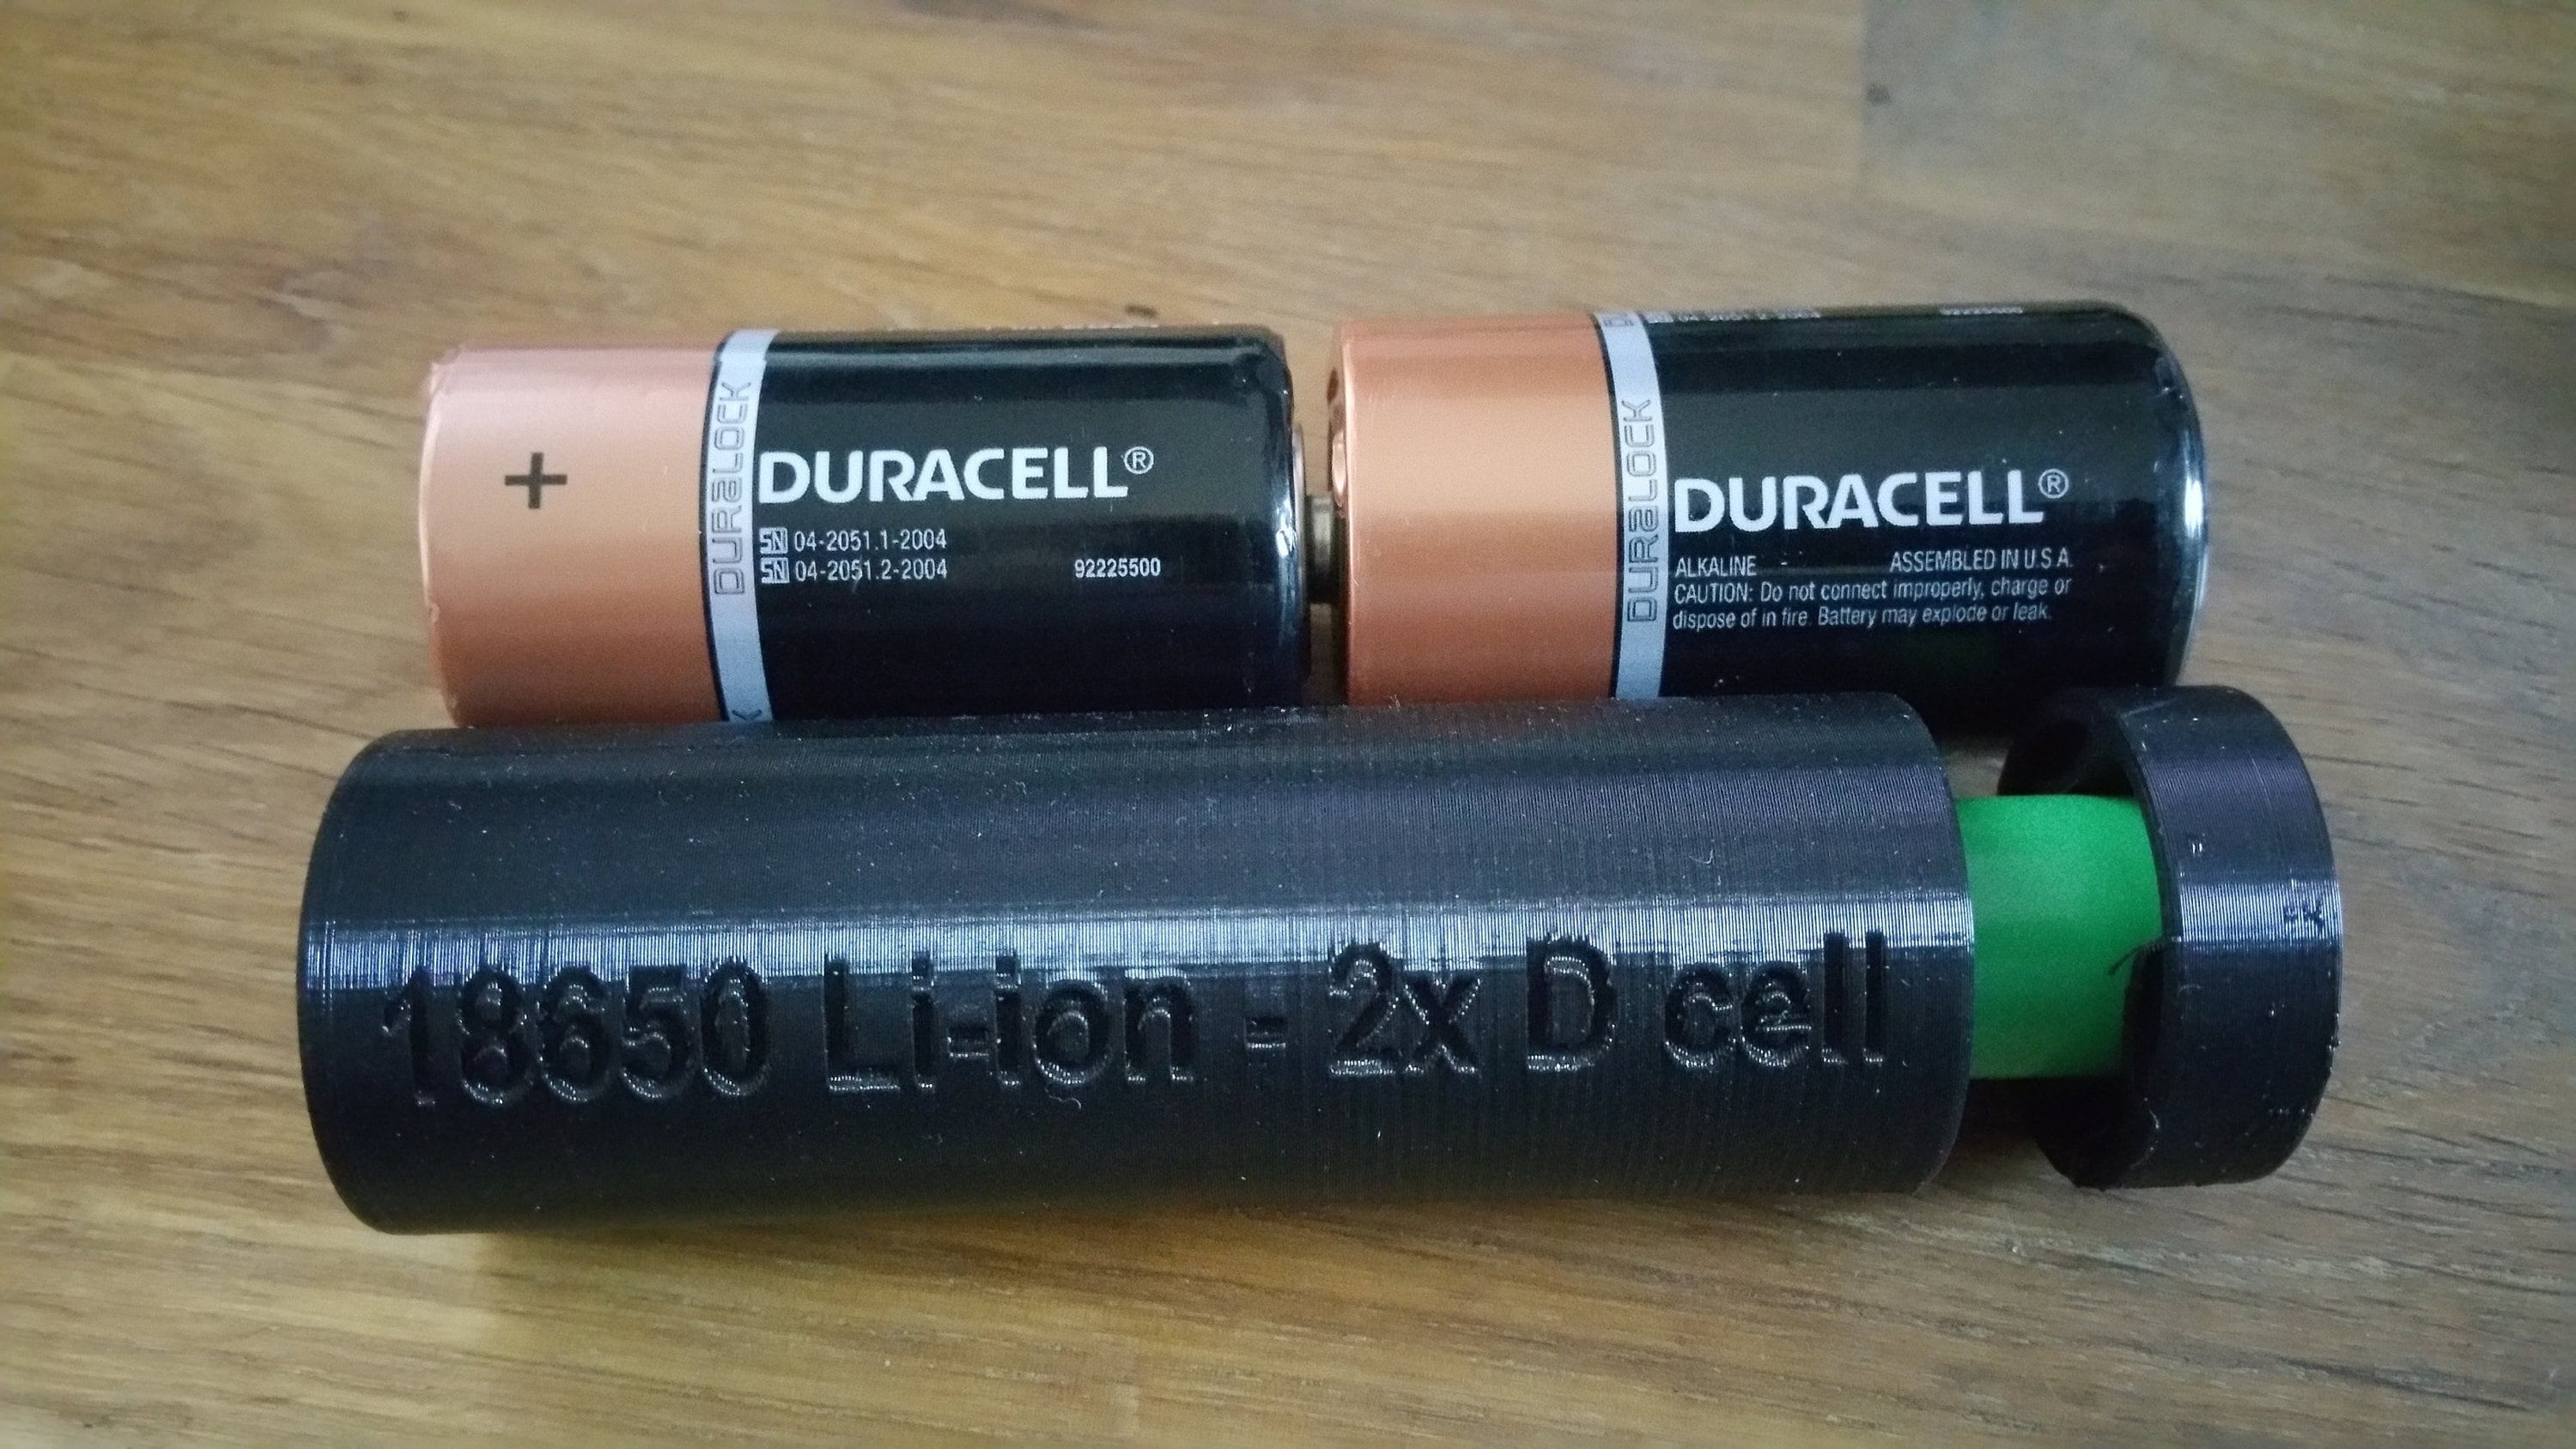 +
DURALOCK
DURACELL®
SN 04-2051.1-2004
SN 04-2051.2-2004
92225500
DURALOCK
DURACELL®
ALKALINE ASSEMBLED IN U.S.A.
CAUTION: Do not connect improperly, charge or
dispose of in fire. Battery may explode or leak.
18650 Li-ion - 2x D cell